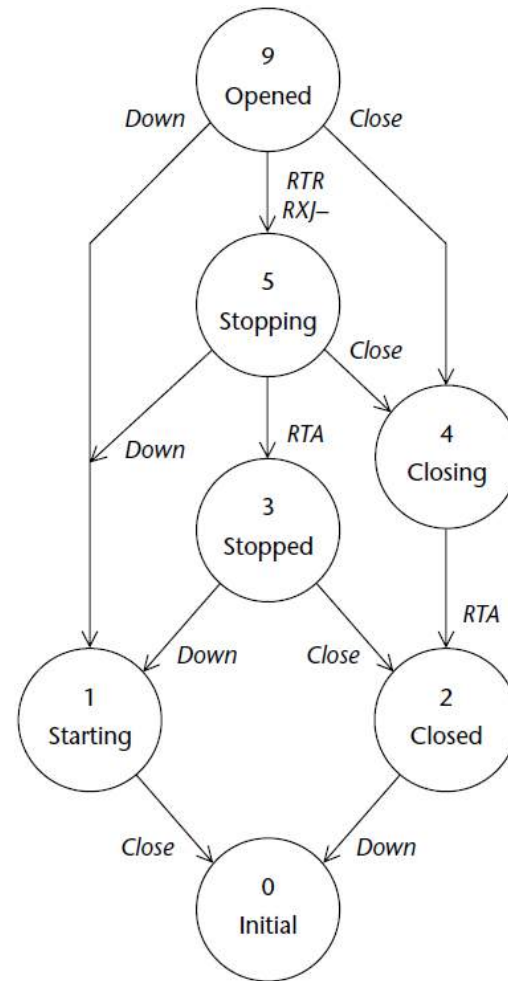 9
Opened
Down
Close
RTR
RXJ–
5
Stopping
Close
Down
RTA
4
Closing
3
Stopped
RTA
Down
Close
1
Starting
2
Closed
Close
Down
0
Initial